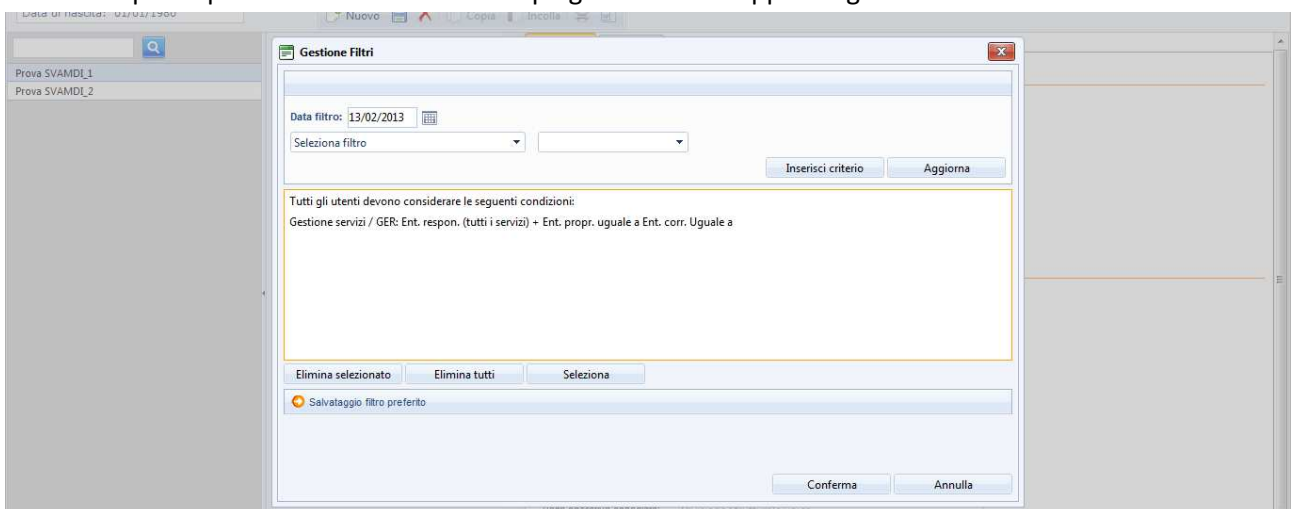 Data di nascita: 01/01/1980
Nuovo Copia Incolla
Gestione Filtri
Prova SVAMDI_1
Prova SVAMDI_2
Data filtro: 13/02/2013
Seleziona filtro
Inserisci criterio Aggiorna
Tutti gli utenti devono considerare le seguenti condizioni:
Gestione servizi / GER: Ent. respon. (tutti i servizi) + Ent. propr. uguale a Ent. corr. Uguale a
Elimina selezionato Elimina tutti Seleziona
Salvataggio filtro preferito
Conferma Annulla